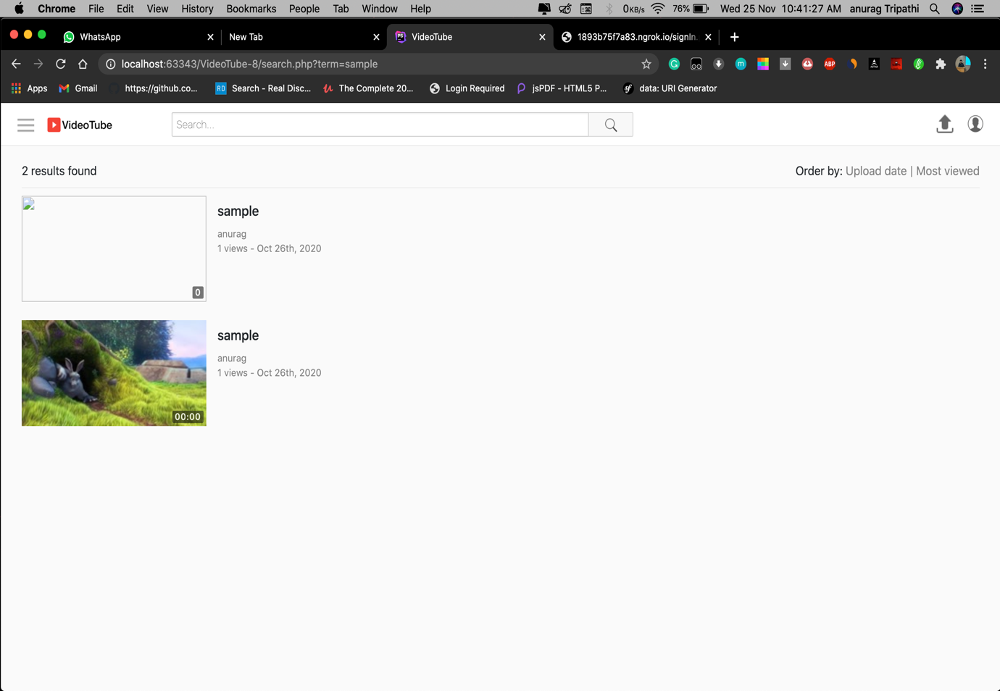 Chrome File Edit View History Bookmarks People Tab Window Help 0KB/s 76% Wed 25 Nov 10:41:27 AM anurag Tripathi
WhatsApp New Tab VideoTube 1893b75f7a83.ngrok.io/signIn.
localhost:63343/VideoTube-8/search.php?term=sample
Apps Gmail https://github.co... RD Search - Real Disc... The Complete 20... Login Required jsPDF - HTML5 P... data: URI Generator
VideoTube Search...
2 results found Order by: Upload date | Most viewed
sample
anurag
1 views - Oct 26th, 2020
0
sample
anurag
1 views - Oct 26th, 2020
00:00